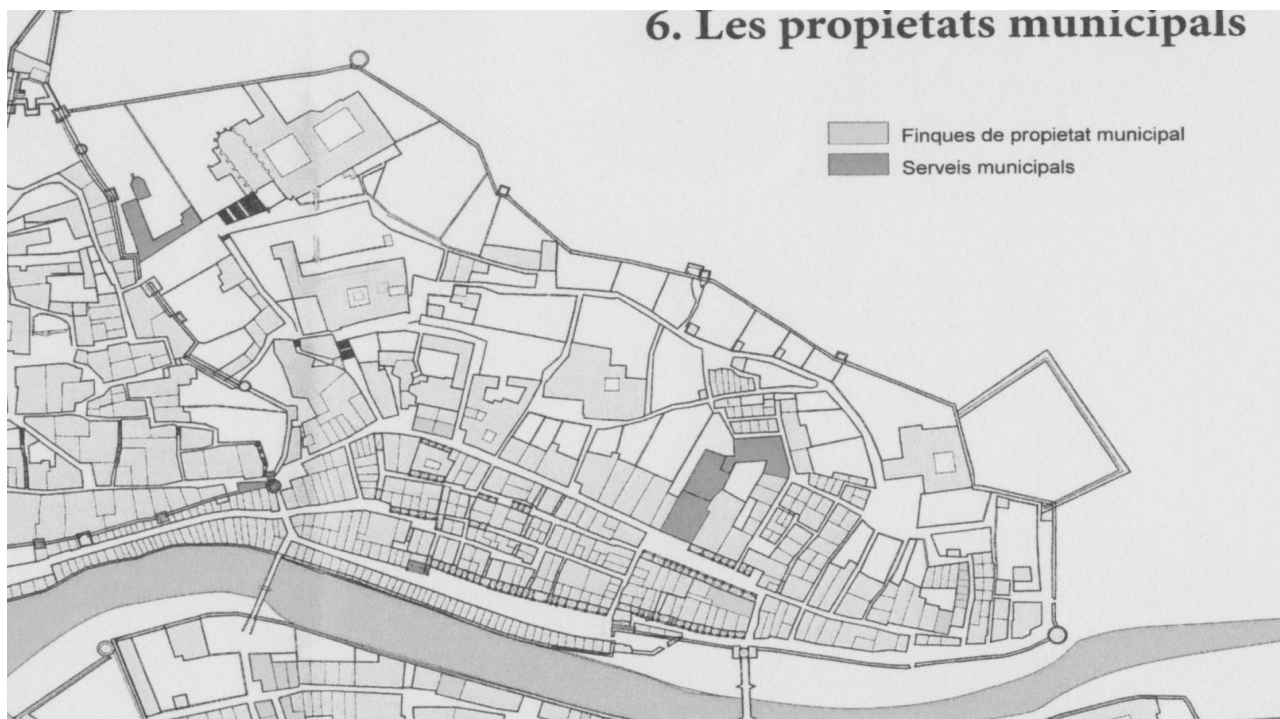 6. Les propietats municipals
Finques de propietat municipal
Serveis municipals